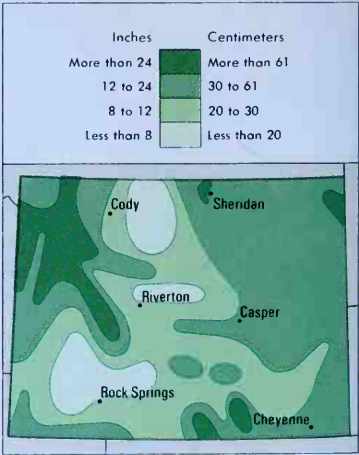 Inches Centimeters
More than 24 More than 61
12 to 24 30 to 61
8 to 12 20 to 30
Less than 8 Less than 20
Cody
Sheridan
Riverton
Casper
Rock Springs
Cheyenne